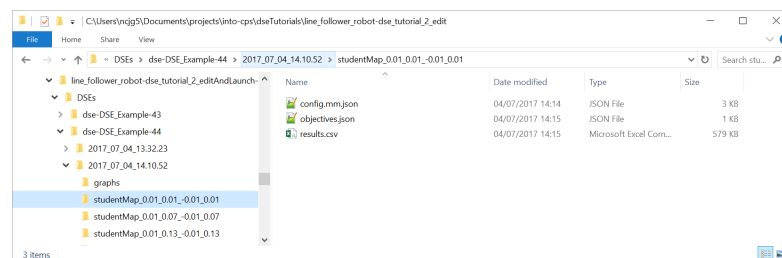 C:\Users\ncjg5\Documents\projects\into-cps\dseTutorials\line_follower_robot-dse_tutorial_2_edit
File Home Share View
« DSEs > dse-DSE_Example-44 > 2017_07_04_14.10.52 > studentMap_0.01_0.01_-0.01_0.01
Search stu...
line_follower_robot-dse_tutorial_2_editAndLaunch-
DSEs
dse-DSE_Example-43
dse-DSE_Example-44
2017_07_04_13.32.23
2017_07_04_14.10.52
graphs
studentMap_0.01_0.01_-0.01_0.01
studentMap_0.01_0.07_-0.01_0.07
studentMap_0.01_0.13_-0.01_0.13
Name Date modified Type Size
config.mm.json 04/07/2017 14:14 JSON File 3 KB
objectives.json 04/07/2017 14:15 JSON File 1 KB
results.csv 04/07/2017 14:15 Microsoft Excel Com... 579 KB
3 items